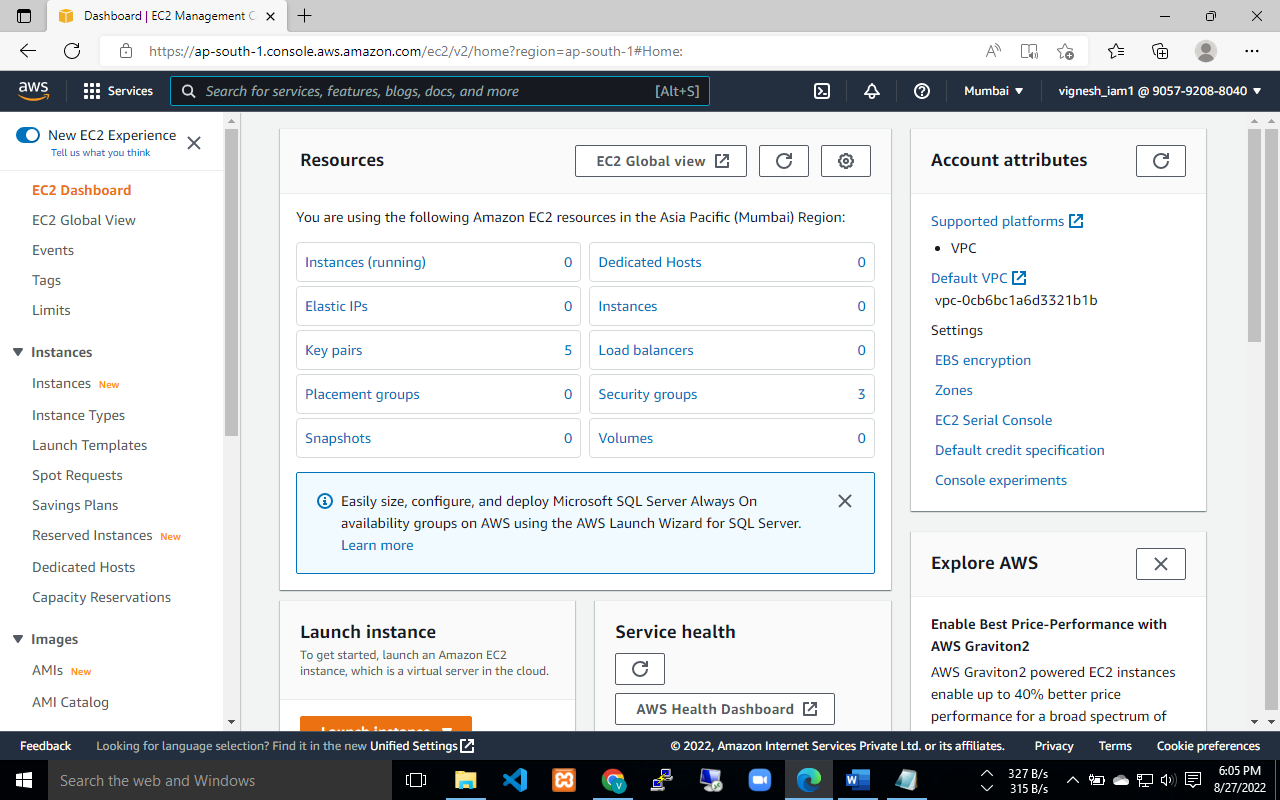 Dashboard | EC2 Management C
https://ap-south-1.console.aws.amazon.com/ec2/v2/home?region=ap-south-1#Home:
aws
Services
Search for services, features, blogs, docs, and more
[Alt+S]
Mumbai
vignesh_iam1 @ 9057-9208-8040
New EC2 Experience
Tell us what you think
EC2 Dashboard
EC2 Global View
Events
Tags
Limits
Instances
Instances New
Instance Types
Launch Templates
Spot Requests
Savings Plans
Reserved Instances New
Dedicated Hosts
Capacity Reservations
Images
AMIs New
AMI Catalog
Resources
EC2 Global view
You are using the following Amazon EC2 resources in the Asia Pacific (Mumbai) Region:
Instances (running) 0
Dedicated Hosts 0
Elastic IPs 0
Instances 0
Key pairs 5
Load balancers 0
Placement groups 0
Security groups 3
Snapshots 0
Volumes 0
Easily size, configure, and deploy Microsoft SQL Server Always On
availability groups on AWS using the AWS Launch Wizard for SQL Server.
Learn more
Launch instance
To get started, launch an Amazon EC2
instance, which is a virtual server in the cloud.
Launch instance
Service health
AWS Health Dashboard
Account attributes
Supported platforms
VPC
Default VPC
vpc-0cb6bc1a6d3321b1b
Settings
EBS encryption
Zones
EC2 Serial Console
Default credit specification
Console experiments
Explore AWS
Enable Best Price-Performance with
AWS Graviton2
AWS Graviton2 powered EC2 instances
enable up to 40% better price
performance for a broad spectrum of
Feedback
Looking for language selection? Find it in the new Unified Settings
© 2022, Amazon Internet Services Private Ltd. or its affiliates.
Privacy
Terms
Cookie preferences
Search the web and Windows
327 B/s
315 B/s
6:05 PM
8/27/2022